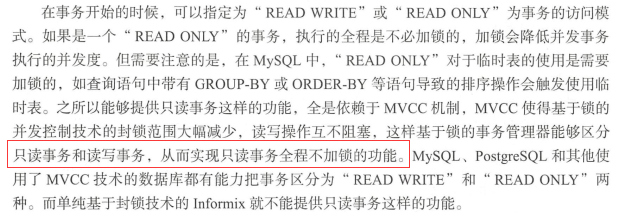 在事务开始的时候，可以指定为“READ WRITE”或“READ ONLY”为事务的访问模
式。如果是一个“READ ONLY”的事务，执行的全程是不必加锁的，加锁会降低并发事务
执行的并发度。但需要注意的是，在 MySQL 中，“READ ONLY”对于临时表的使用是需要
加锁的，如查询语句中带有 GROUP-BY 或 ORDER-BY 等语句导致的排序操作会触发使用临
时表。之所以能够提供只读事务这样的功能，全是依赖于 MVCC 机制，MVCC 使得基于锁的
并发控制技术的封锁范围大幅减少，读写操作互不阻塞，这样基于锁的事务管理器能够区分
只读事务和读写事务，从而实现只读事务全程不加锁的功能。MySQL、PostgreSQL 和其他使
用了 MVCC 技术的数据库都有能力把事务区分为“READ WRITE”和“READ ONLY”两
种。而单纯基于封锁技术的 Informix 就不能提供只读事务这样的功能。